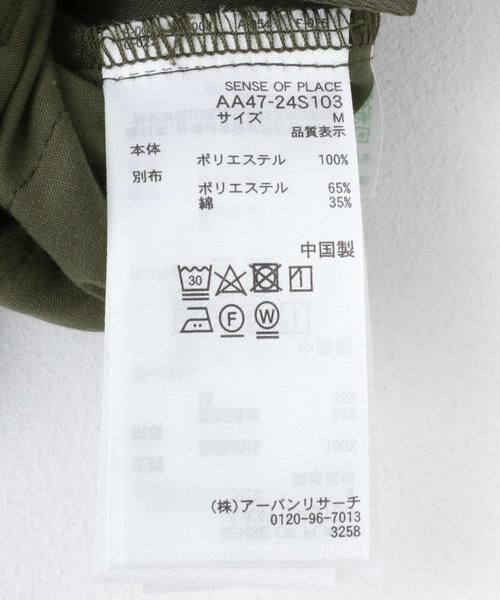 SENSE OF PLACE
AA47-24S103
サイズ M
品質表示
本体 ポリエステル 100%
別布 ポリエステル 65%
綿 35%
中国製
30
F W
(株)アーバンリサーチ
0120-96-7013
3258